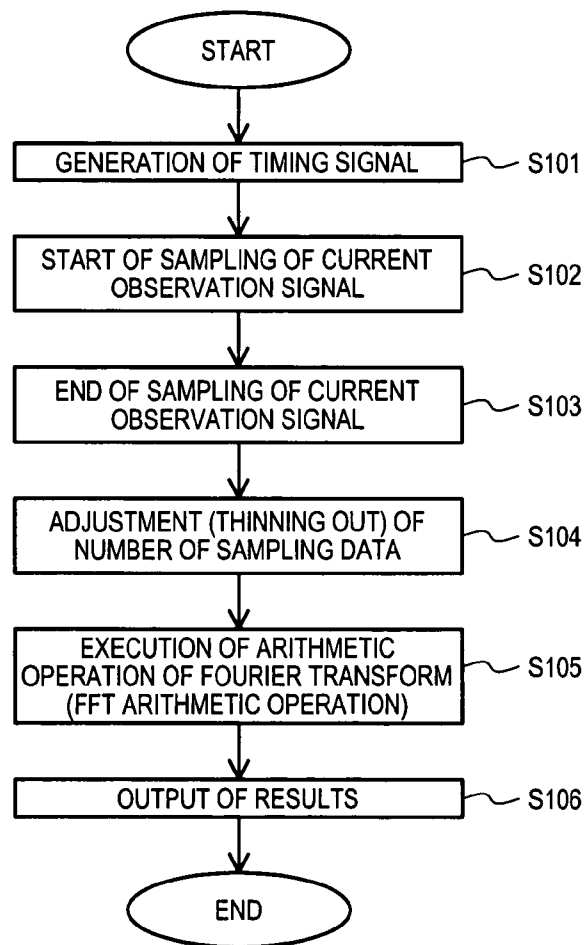 START
GENERATION OF TIMING SIGNAL
S101
START OF SAMPLING OF CURRENT
OBSERVATION SIGNAL
S102
END OF SAMPLING OF CURRENT
OBSERVATION SIGNAL
S103
ADJUSTMENT (THINNING OUT) OF
NUMBER OF SAMPLING DATA
S104
EXECUTION OF ARITHMETIC
OPERATION OF FOURIER TRANSFORM
(FFT ARITHMETIC OPERATION)
S105
OUTPUT OF RESULTS
S106
END